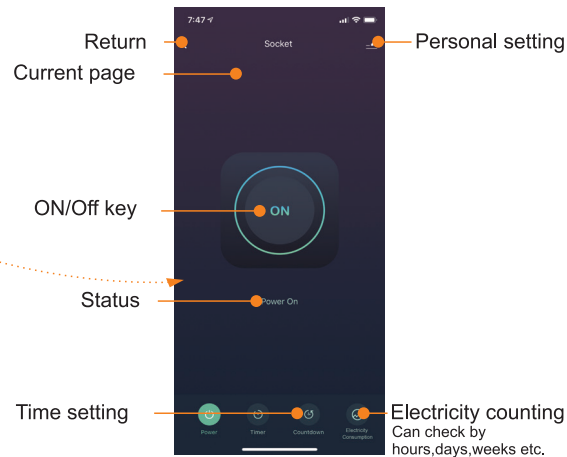 7:47
Return
Socket
Personal setting
Current page
ON/Off key
ON
Status
Power On
Time setting
Power
Timer
Countdown
Electricity
Consumption
Electricity counting
Can check by
hours,days,weeks etc.